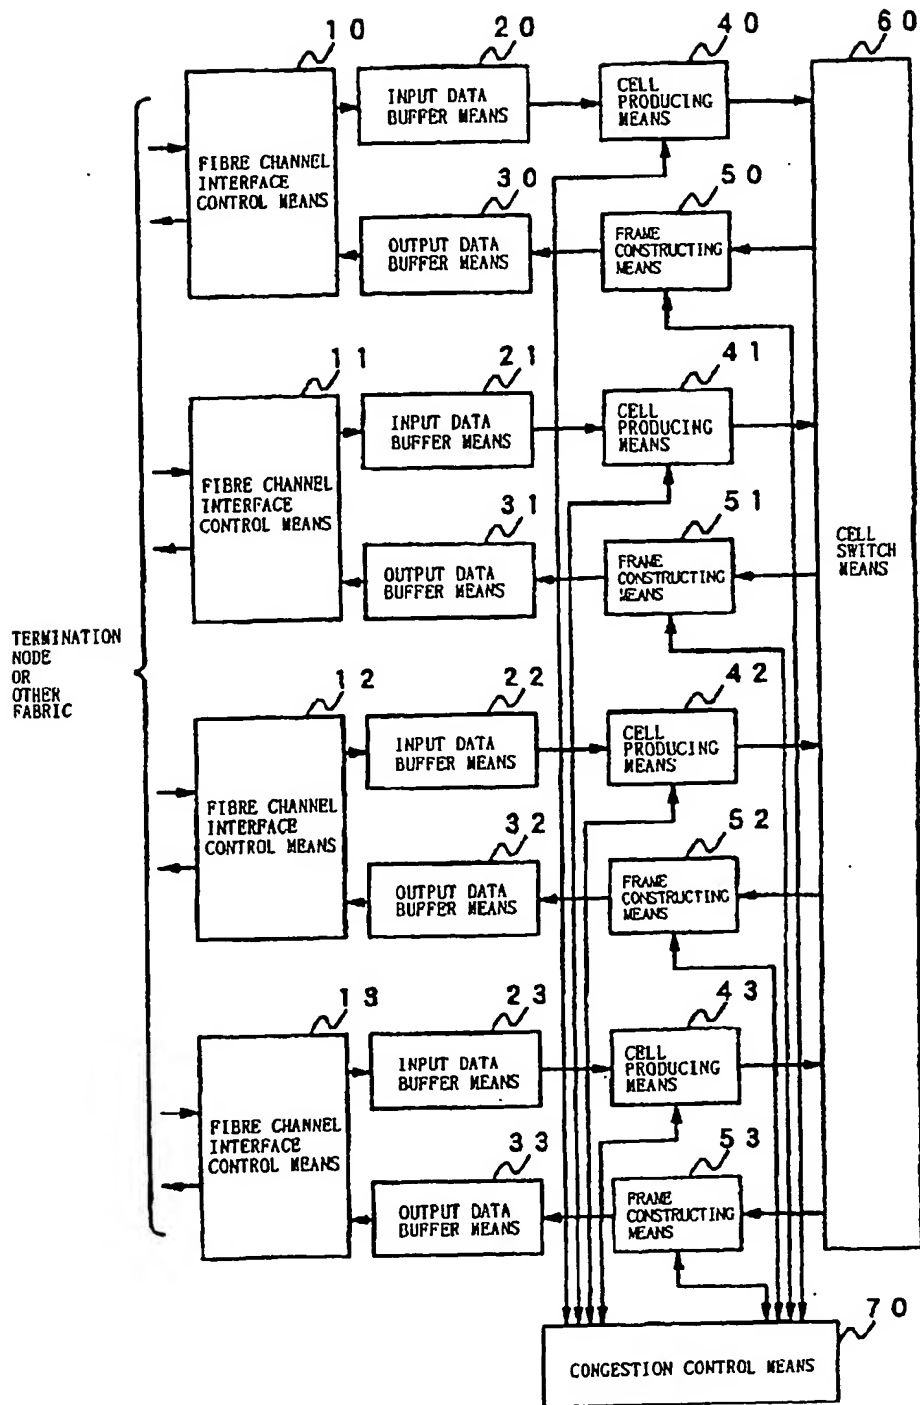 10
20
40
60
INPUT DATA
BUFFER MEANS
CELL
PRODUCING
MEANS
FIBRE CHANNEL
INTERFACE
CONTROL MEANS
30
50
OUTPUT DATA
BUFFER MEANS
FRAME
CONSTRUCTING
MEANS
11
21
41
INPUT DATA
BUFFER MEANS
CELL
PRODUCING
MEANS
FIBRE CHANNEL
INTERFACE
CONTROL MEANS
31
51
OUTPUT DATA
BUFFER MEANS
FRAME
CONSTRUCTING
MEANS
CELL
SWITCH
MEANS
TERMINATION
NODE
OR
OTHER
FABRIC
12
22
42
INPUT DATA
BUFFER MEANS
CELL
PRODUCING
MEANS
FIBRE CHANNEL
INTERFACE
CONTROL MEANS
32
52
OUTPUT DATA
BUFFER MEANS
FRAME
CONSTRUCTING
MEANS
13
23
43
INPUT DATA
BUFFER MEANS
CELL
PRODUCING
MEANS
FIBRE CHANNEL
INTERFACE
CONTROL MEANS
33
53
OUTPUT DATA
BUFFER MEANS
FRAME
CONSTRUCTING
MEANS
70
CONGESTION CONTROL MEANS